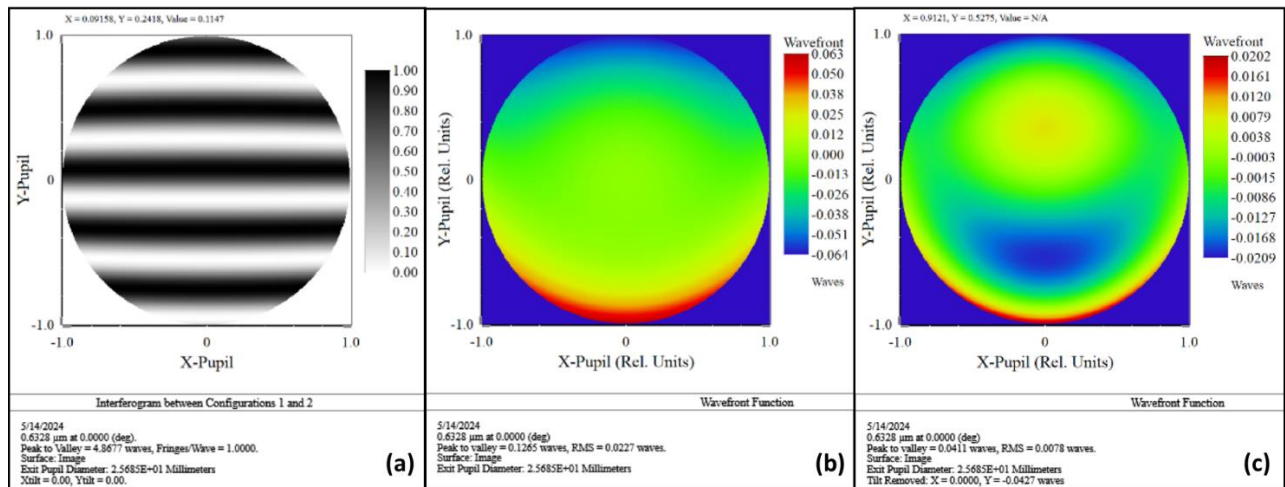 X = 0.09158, Y = 0.2418, Value = 0.1147
1.0
0
-1.0
Y-Pupil
-1.0 0 1.0
X-Pupil
1.00
0.90
0.80
0.70
0.60
0.50
0.40
0.30
0.20
0.10
0.00
Interferogram between Configurations 1 and 2
5/14/2024
0.6328 µm at 0.0000 (deg).
Peak to Valley = 4.8677 waves, Fringes/Wave = 1.0000.
Surface: Image
Exit Pupil Diameter: 2.5685E+01 Millimeters
Xtilt = 0.00, Ytilt = 0.00.
(a)
1.0
0
-1.0
Y-Pupil (Rel. Units)
-1.0 0 1.0
X-Pupil (Rel. Units)
Wavefront
0.063
0.050
0.038
0.025
0.012
0.000
-0.013
-0.026
-0.038
-0.051
-0.064
Waves
Wavefront Function
5/14/2024
0.6328 µm at 0.0000 (deg)
Peak to valley = 0.1265 waves, RMS = 0.0227 waves.
Surface: Image
Exit Pupil Diameter: 2.5685E+01 Millimeters
(b)
X = 0.9121, Y = 0.5275, Value = N/A
1.0
0
-1.0
Y-Pupil (Rel. Units)
-1.0 0 1.0
X-Pupil (Rel. Units)
Wavefront
0.0202
0.0161
0.0120
0.0079
0.0038
-0.0003
-0.0045
-0.0086
-0.0127
-0.0168
-0.0209
Waves
Wavefront Function
5/14/2024
0.6328 µm at 0.0000 (deg)
Peak to valley = 0.0411 waves, RMS = 0.0078 waves.
Surface: Image
Exit Pupil Diameter: 2.5685E+01 Millimeters
Tilt Removed: X = 0.0000, Y = -0.0427 waves
(c)